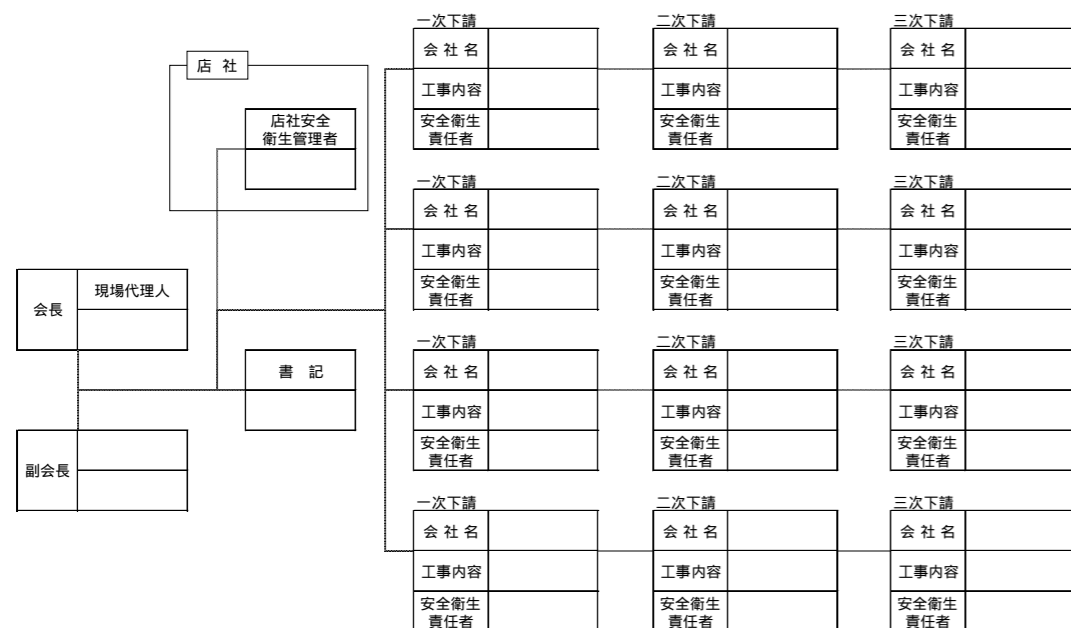 店 社
店社安全
衛生管理者
会長
現場代理人
書 記
副会長
一次下請
会 社 名
工事内容
安全衛生
責任者
二次下請
会 社 名
工事内容
安全衛生
責任者
三次下請
会 社 名
工事内容
安全衛生
責任者
一次下請
会 社 名
工事内容
安全衛生
責任者
二次下請
会 社 名
工事内容
安全衛生
責任者
三次下請
会 社 名
工事内容
安全衛生
責任者
一次下請
会 社 名
工事内容
安全衛生
責任者
二次下請
会 社 名
工事内容
安全衛生
責任者
三次下請
会 社 名
工事内容
安全衛生
責任者
一次下請
会 社 名
工事内容
安全衛生
責任者
二次下請
会 社 名
工事内容
安全衛生
責任者
三次下請
会 社 名
工事内容
安全衛生
責任者